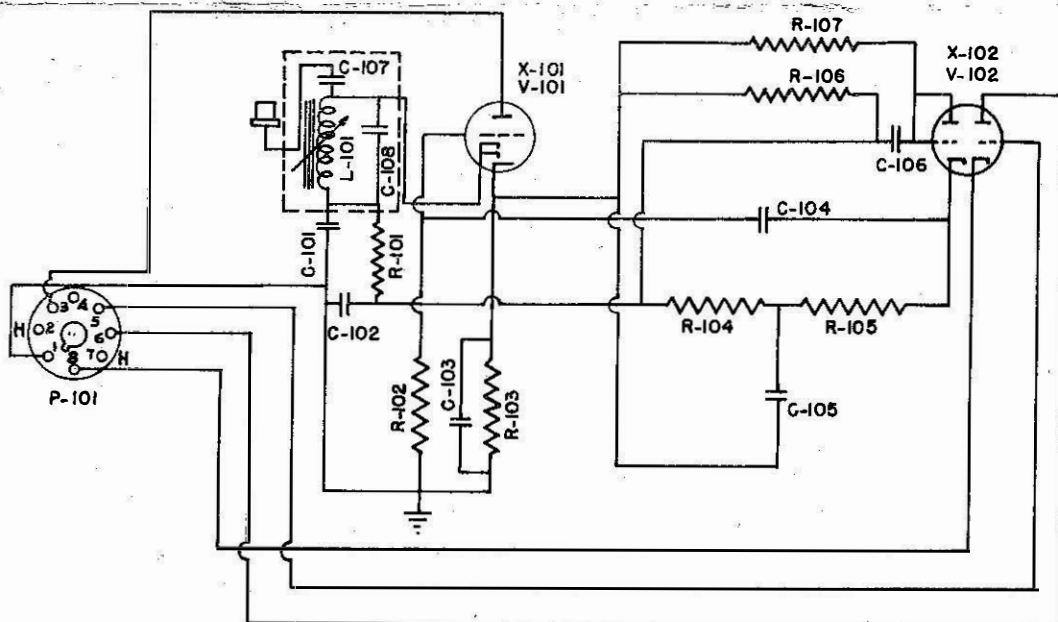 R-107
X-101
V-101
X-102
V-102
C-107
R-106
L-101
C-108
C-106
C-104
C-101
R-101
3 4
5
H 2
6
1
7 H
8
C-102
R-104
R-105
P-101
R-102
C-103
R-103
C-105